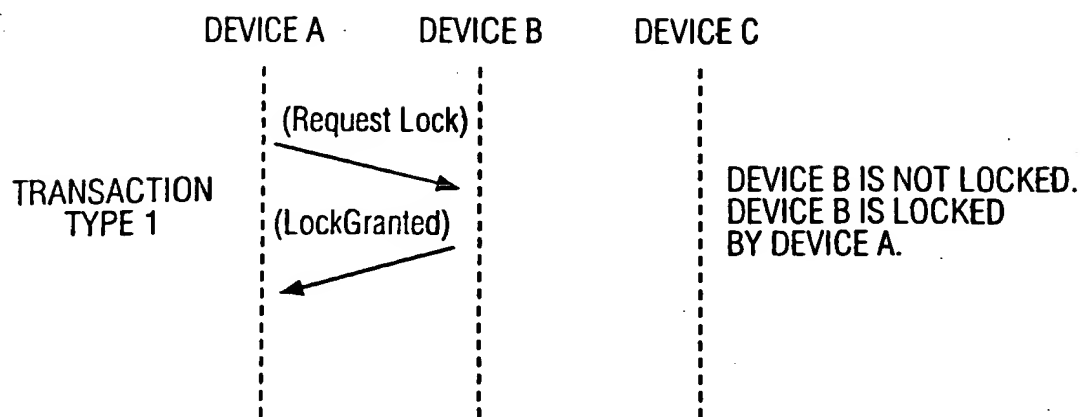 DEVICE A DEVICE B DEVICE C
(Request Lock)
TRANSACTION
TYPE 1
(LockGranted)
DEVICE B IS NOT LOCKED.
DEVICE B IS LOCKED
BY DEVICE A.